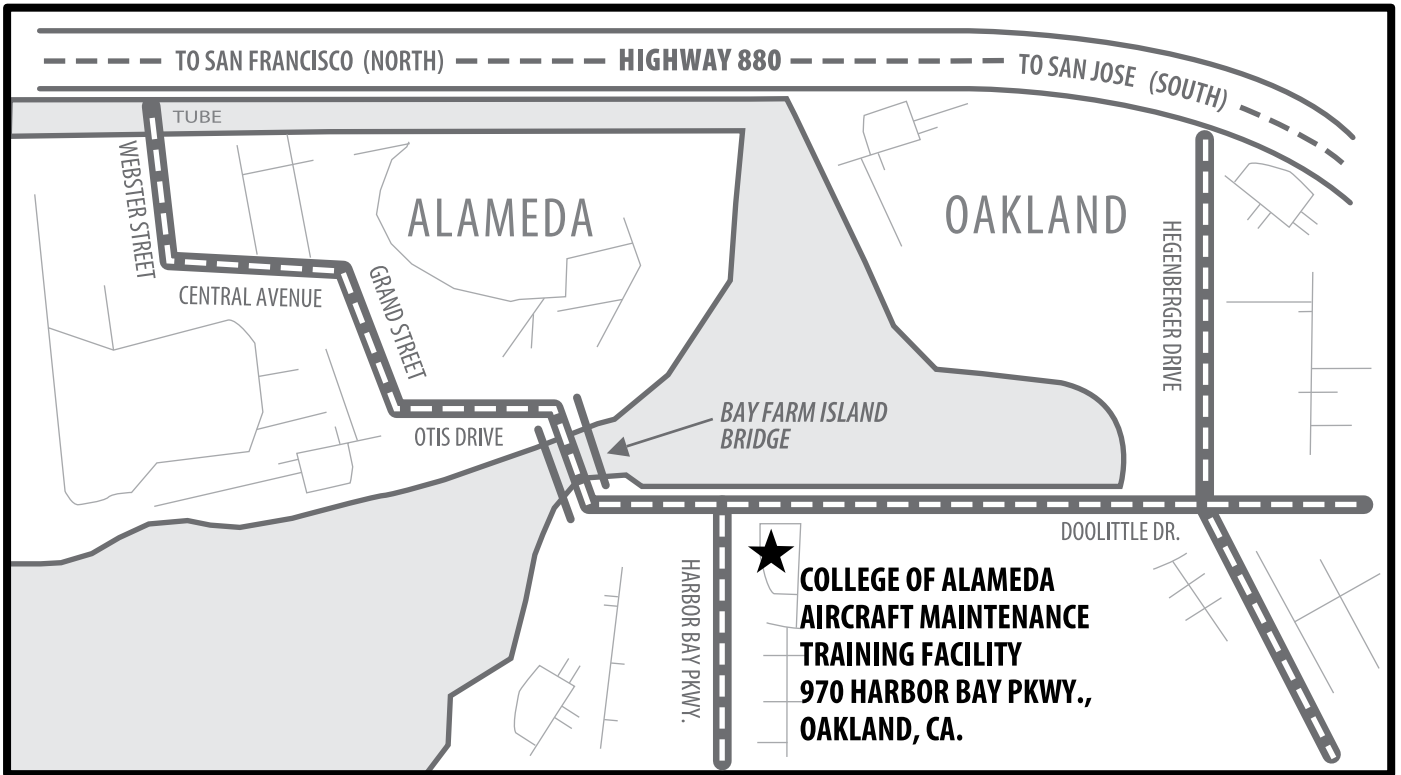 TO SAN FRANCISCO (NORTH)
HIGHWAY 880
TO SAN JOSE (SOUTH)
TUBE
WEBSTER STREET
ALAMEDA
OAKLAND
CENTRAL AVENUE
GRAND STREET
HEGENBERGER DRIVE
OTIS DRIVE
BAY FARM ISLAND
BRIDGE
DOOLITTLE DR.
HARBOR BAY PKWY.
COLLEGE OF ALAMEDA
AIRCRAFT MAINTENANCE
TRAINING FACILITY
970 HARBOR BAY PKWY.,
OAKLAND, CA.